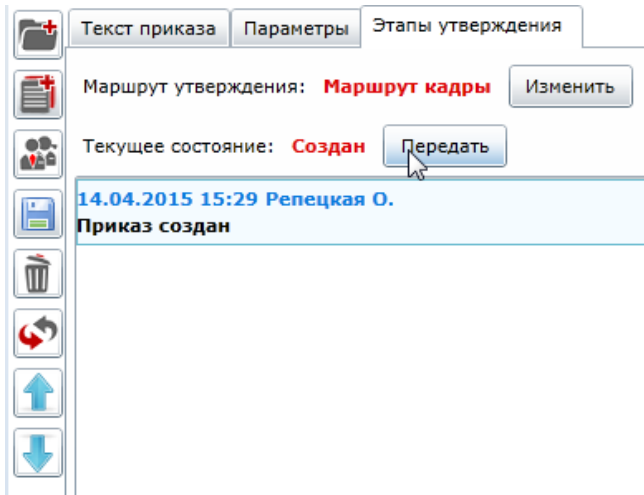 Текст приказа Параметры Этапы утверждения
Маршрут утверждения: Маршрут кадры Изменить
Текущее состояние: Создан Передать
14.04.2015 15:29 Репецкая О.
Приказ создан